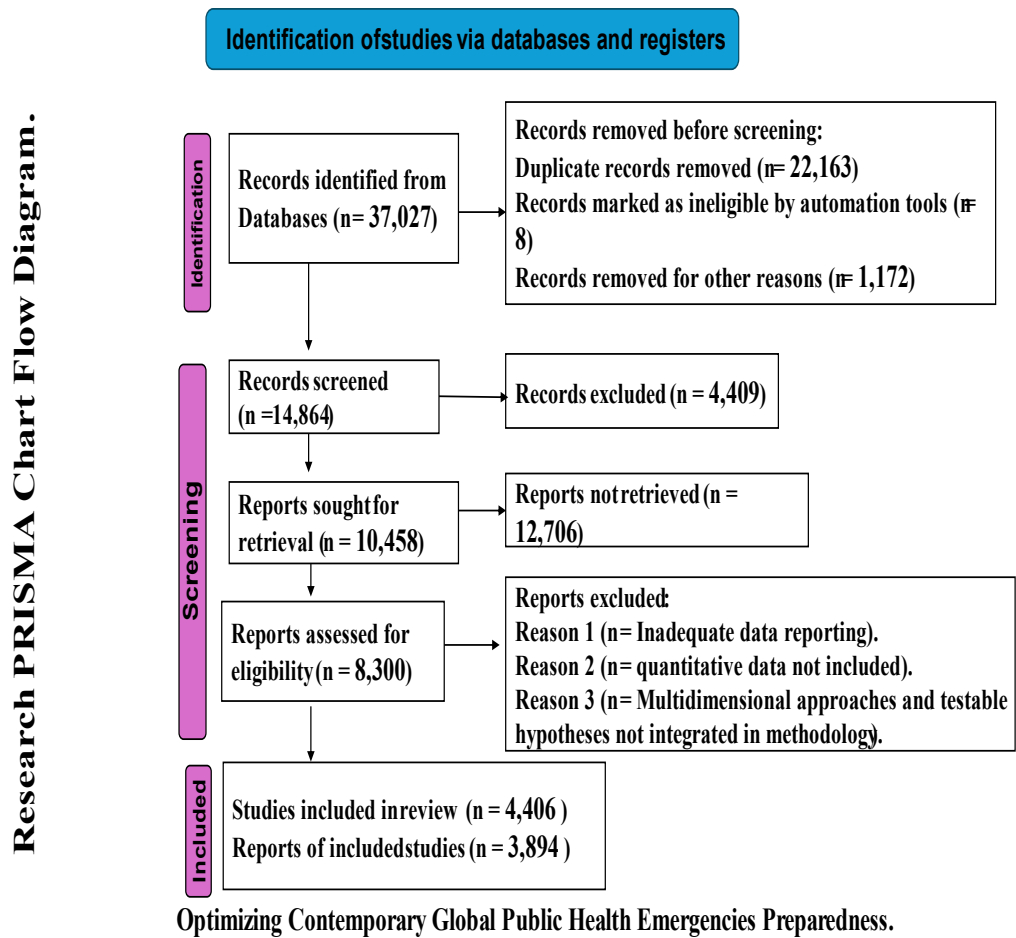 Identification ofstudies via databases and registers
Research PRISMA Chart Flow Diagram.
Identification
Records identified from
Databases (n= 37,027)
Records removed before screening:
Duplicate records removed (n= 22,163)
Records marked as ineligible by automation tools (n=
8)
Records removed for other reasons (n= 1,172)
Screening
Records screened
(n =14,864)
Records excluded (n = 4,409)
Reports sought for
retrieval (n = 10,458)
Reports not retrieved (n =
12,706)
Reports assessed for
eligibility (n = 8,300)
Reports excluded:
Reason 1 (n= Inadequate data reporting).
Reason 2 (n= quantitative data not included).
Reason 3 (n= Multidimensional approaches and testable
hypotheses not integrated in methodology).
Included
Studies included in review (n = 4,406 )
Reports of includedstudies (n = 3,894 )
Optimizing Contemporary Global Public Health Emergencies Preparedness.